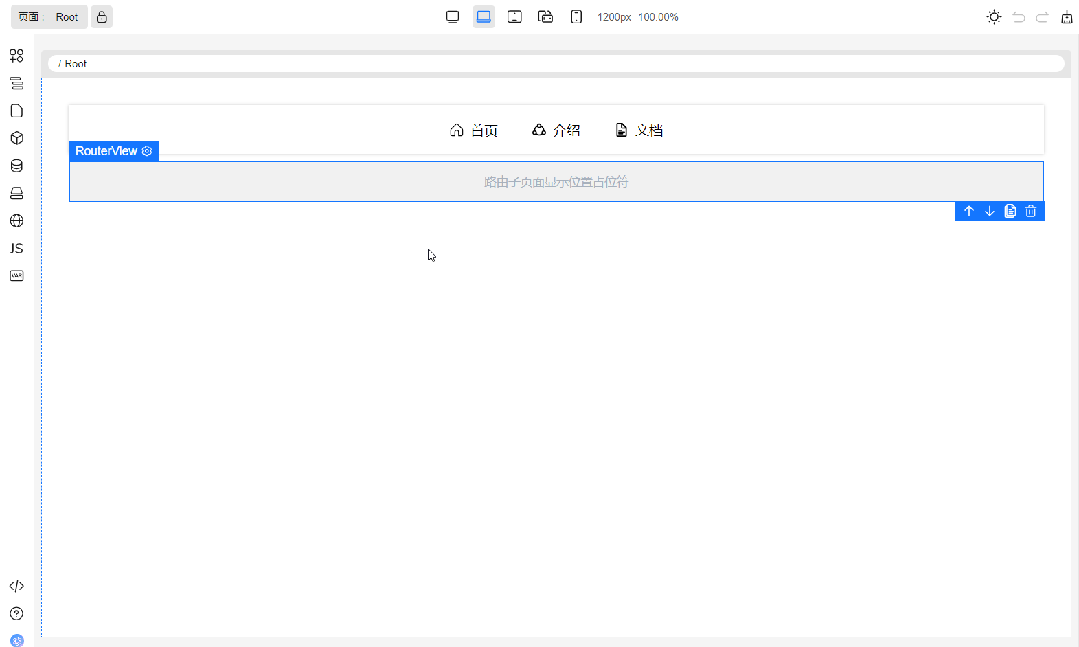 页面： Root
1200px 100.00%
/ Root
首页 介绍 文档
RouterView
路由子页面显示位置占位符
JS
VAR